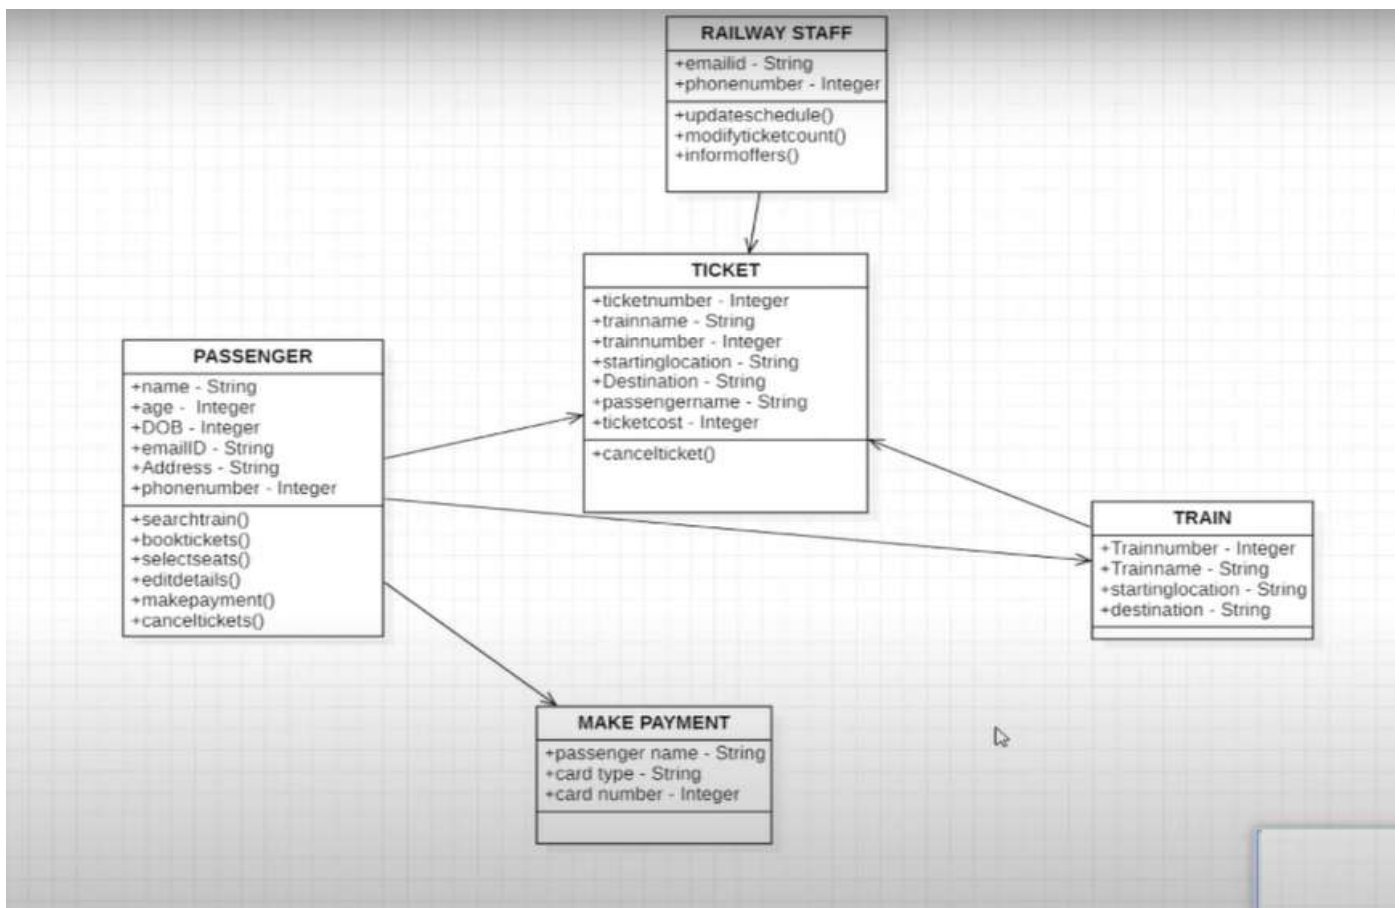 RAILWAY STAFF
+emailid - String
+phonenumber - Integer
+updateschedule()
+modifyticketcount()
+informoffers()
TICKET
+ticketnumber - Integer
+trainname - String
+trainnumber - Integer
+startinglocation - String
+Destination - String
+passengername - String
+ticketcost - Integer
+cancelticket()
PASSENGER
+name - String
+age -  Integer
+DOB - Integer
+emailID - String
+Address - String
+phonenumber - Integer
+searchtrain()
+booktickets()
+selectseats()
+editdetails()
+makepayment()
+canceltickets()
TRAIN
+Trainnumber - Integer
+Trainname - String
+startinglocation - String
+destination - String
MAKE PAYMENT
+passenger name - String
+card type - String
+card number - Integer